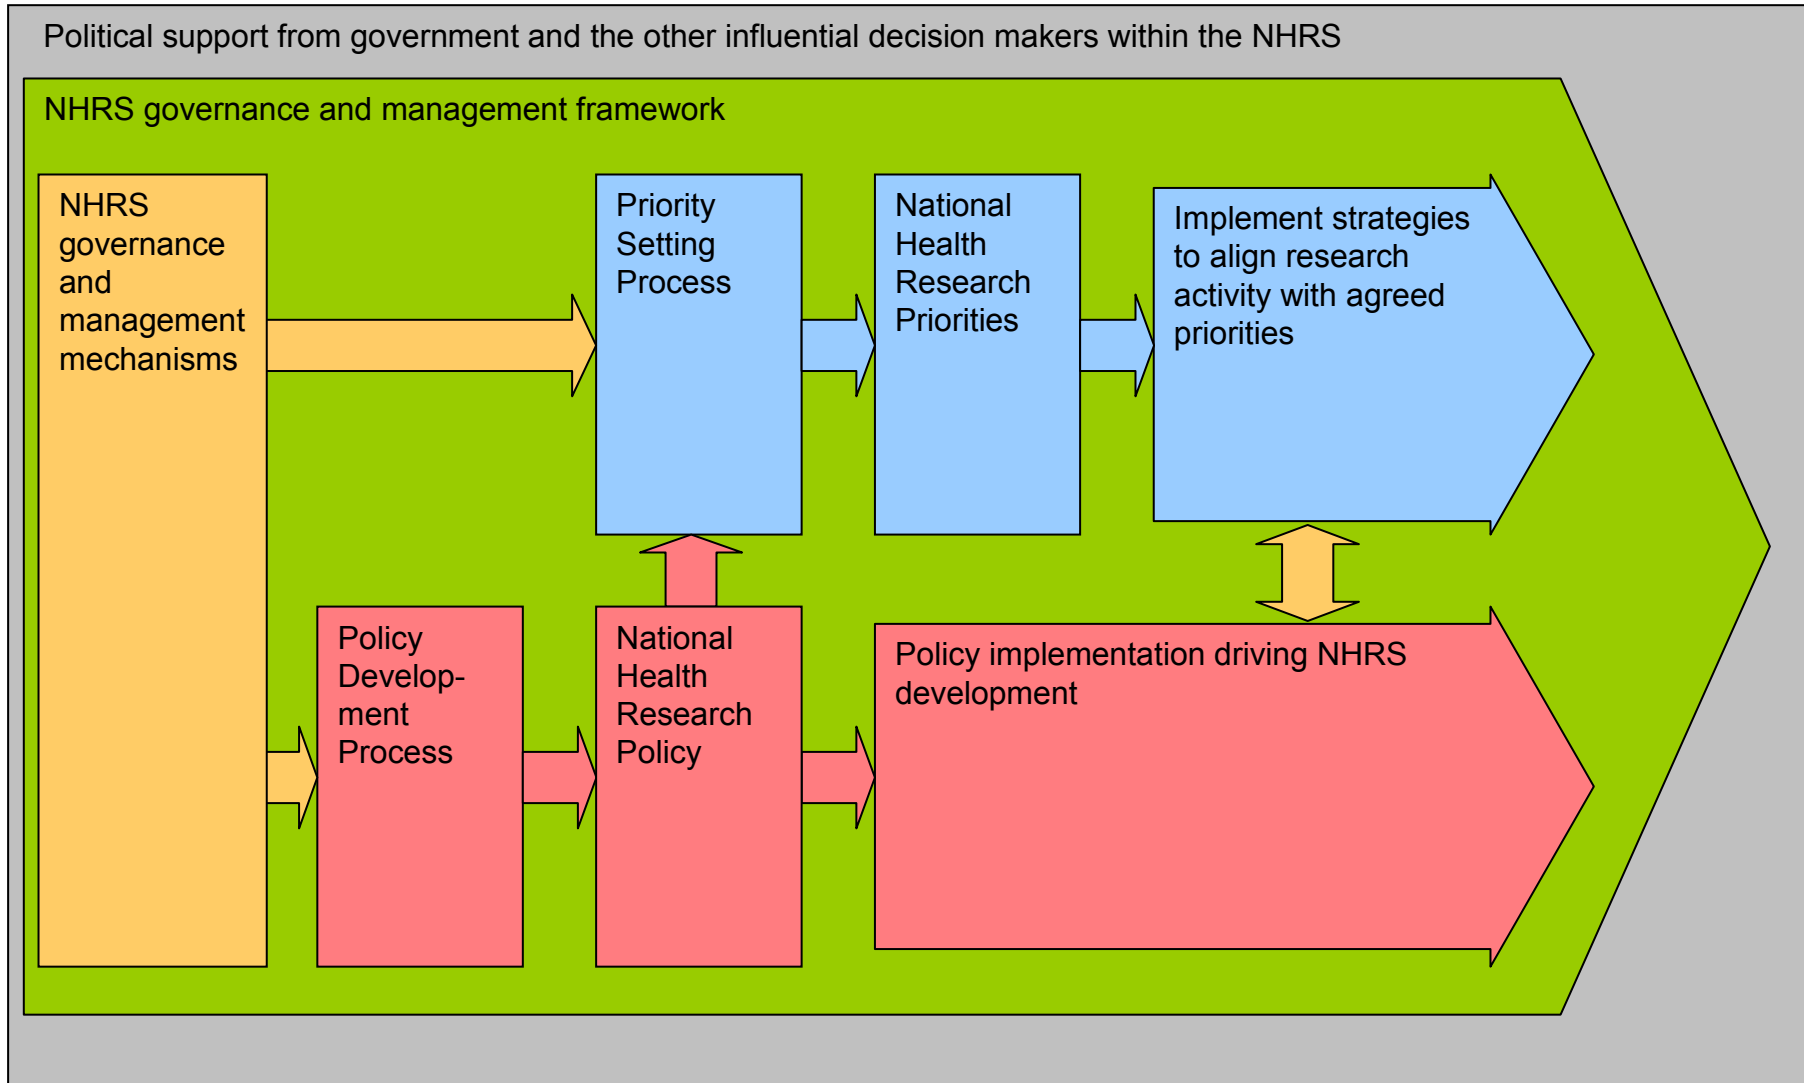 Political support from government and the other influential decision makers within the NHRS
NHRS governance and management framework
NHRS
governance
and
management
mechanisms
Priority
Setting
Process
National
Health
Research
Priorities
Implement strategies
to align research
activity with agreed
priorities
Policy
Develop-
ment
Process
National
Health
Research
Policy
Policy implementation driving NHRS
development